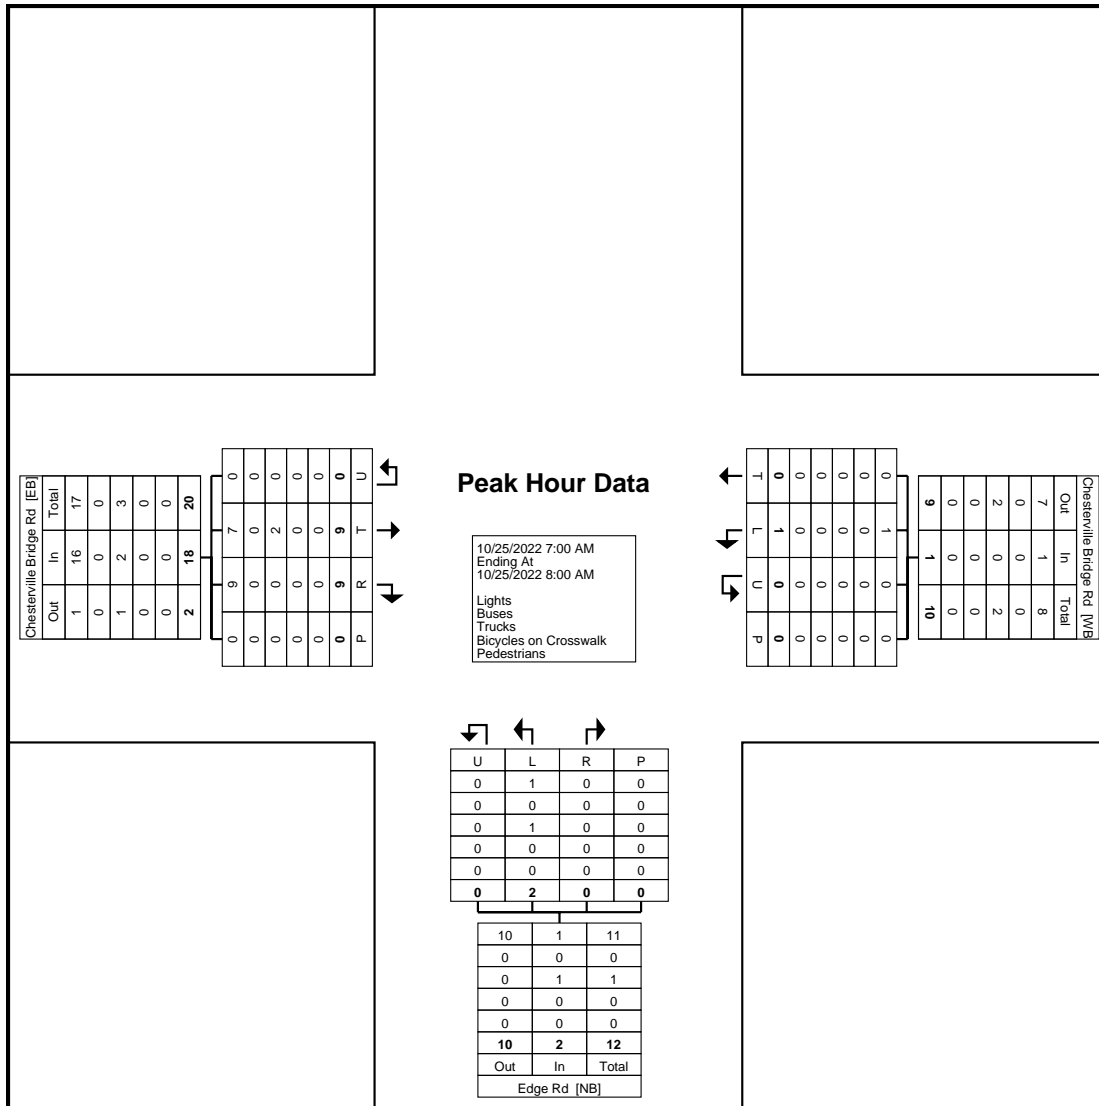 Peak Hour Data
10/25/2022 7:00 AM
Ending At
10/25/2022 8:00 AM
Lights
Buses
Trucks
Bicycles on Crosswalk
Pedestrians
Chesterville Bridge Rd [EB]
Out In Total
1 16 17
0 0 0
1 2 3
0 0 0
0 0 0
2 18 20
0 9 7 0
0 0 0 0
0 0 2 0
0 0 0 0
0 0 0 0
0 9 9 0
P R T U
Chesterville Bridge Rd [WB
Out In Total
7 1 8
0 0 0
2 0 2
0 0 0
0 0 0
9 1 10
0 1 0 0
0 0 0 0
0 0 0 0
0 0 0 0
0 0 0 0
0 1 0 0
T L U P
U L R P
0 1 0 0
0 0 0 0
0 1 0 0
0 0 0 0
0 0 0 0
0 2 0 0
10 1 11
0 0 0
0 1 1
0 0 0
0 0 0
10 2 12
Out In Total
Edge Rd [NB]